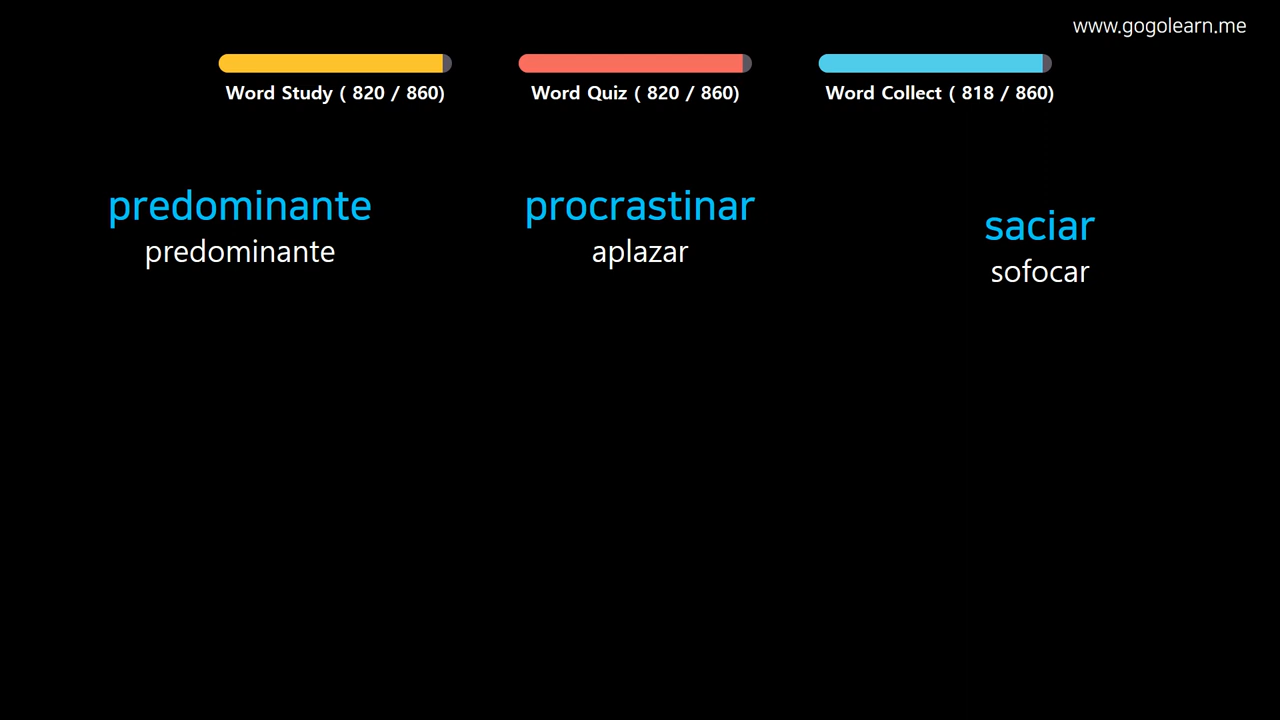 www.gogolearn.me
Word Study ( 820 / 860)
Word Quiz ( 820 / 860)
Word Collect ( 818 / 860)
predominante
predominante
procrastinar
aplazar
saciar
sofocar